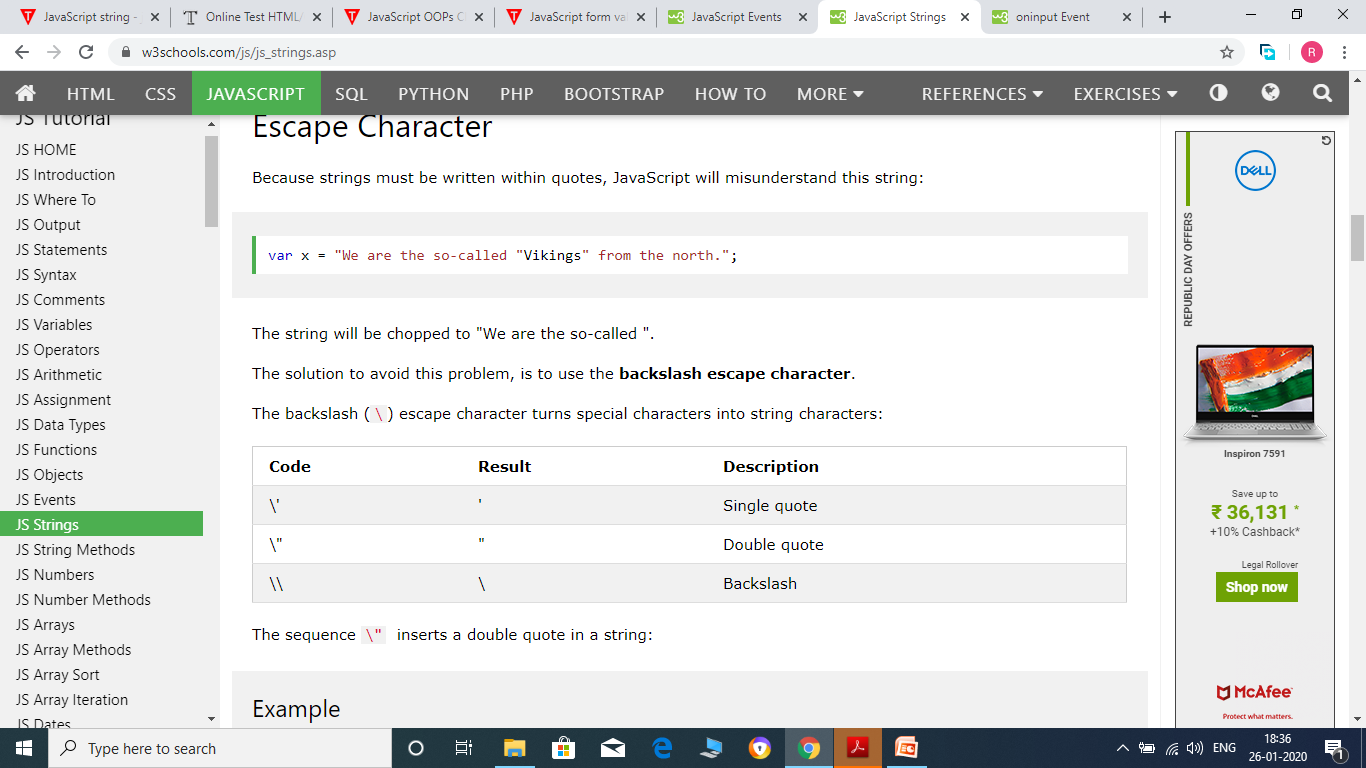 JavaScript string -
Online Test HTML/
JavaScript OOPs C
JavaScript form val
JavaScript Events
JavaScript Strings
oninput Event
w3schools.com/js/js_strings.asp
R
HTML CSS JAVASCRIPT SQL PYTHON PHP BOOTSTRAP HOW TO MORE REFERENCES EXERCISES
JS Tutorial
JS HOME
JS Introduction
JS Where To
JS Output
JS Statements
JS Syntax
JS Comments
JS Variables
JS Operators
JS Arithmetic
JS Assignment
JS Data Types
JS Functions
JS Objects
JS Events
JS Strings
JS String Methods
JS Numbers
JS Number Methods
JS Arrays
JS Array Methods
JS Array Sort
JS Array Iteration
JS Dates
Escape Character
Because strings must be written within quotes, JavaScript will misunderstand this string:
var x = "We are the so-called "Vikings" from the north.";
The string will be chopped to "We are the so-called ".
The solution to avoid this problem, is to use the backslash escape character.
The backslash (\) escape character turns special characters into string characters:
Code Result Description
\' ' Single quote
\" " Double quote
\\ \ Backslash
The sequence \" inserts a double quote in a string:
Example
DELL
REPUBLIC DAY OFFERS
Inspiron 7591
Save up to
₹ 36,131 *
+10% Cashback*
Legal Rollover
Shop now
McAfee
Protect what matters.
Type here to search
ENG
18:36
26-01-2020
1